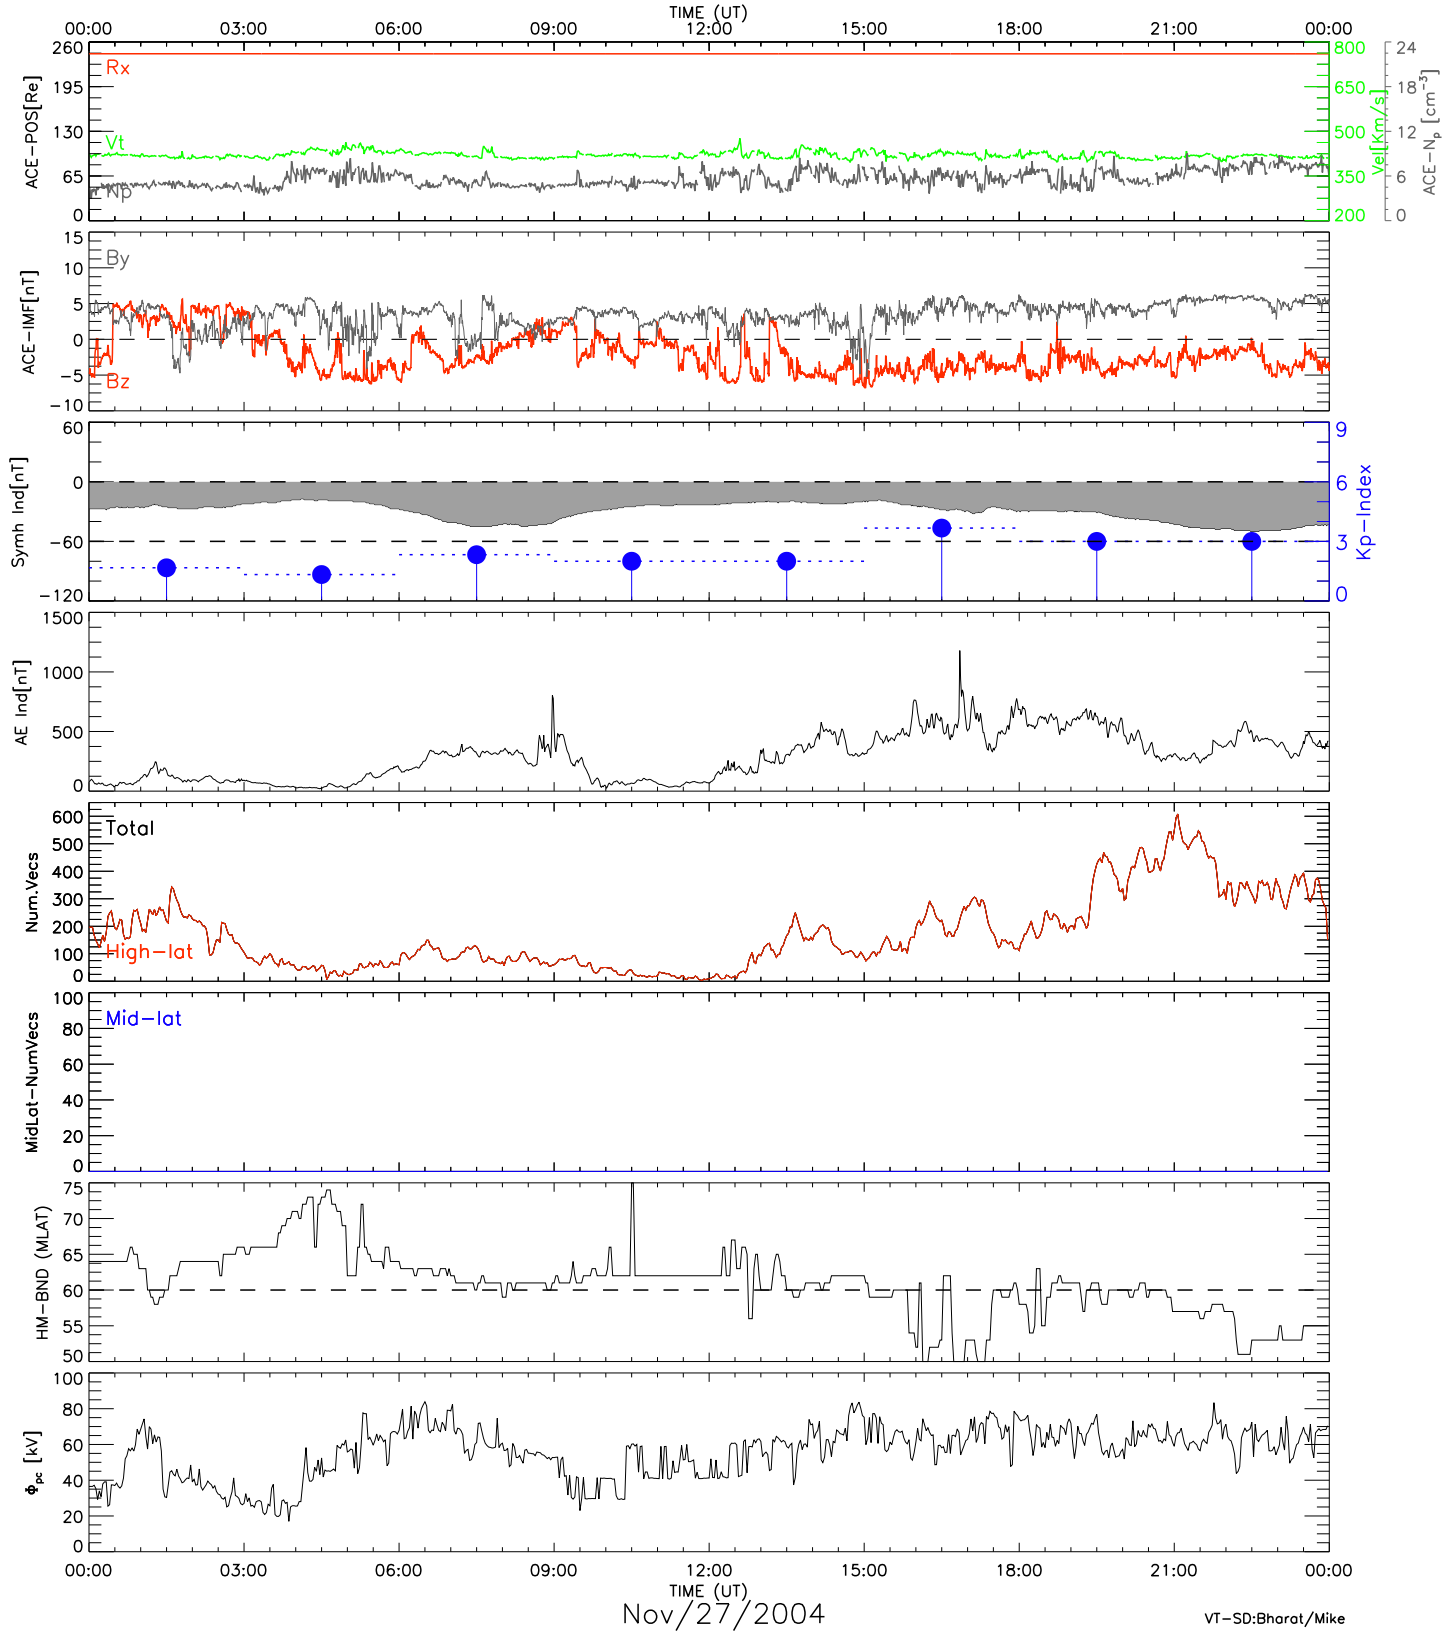 TIME (UT)
00:00 03:00 06:00 09:00 12:00 15:00 18:00 21:00 00:00
260 195 130 65 0
ACE-POS[Re]
Rx
Vt
Np
800 650 500 350 200
Vel[Km/s]
24 18 12 6 0
ACE-Np [cm-3]
15 10 5 0 -5 -10
ACE-IMF[nT]
By
Bz
60 0 -60 -120
Symh Ind[nT]
9 6 3 0
Kp-Index
1500 1000 500 0
AE Ind[nT]
600 500 400 300 200 100 0
Num.Vecs
Total
High-lat
100 80 60 40 20 0
MidLat-NumVecs
Mid-lat
75 70 65 60 55 50
HM-BND (MLAT)
100 80 60 40 20 0
Φpc [kV]
00:00 03:00 06:00 09:00 12:00 15:00 18:00 21:00 00:00
TIME (UT)
Nov/27/2004
VT-SD:Bharat/Mike